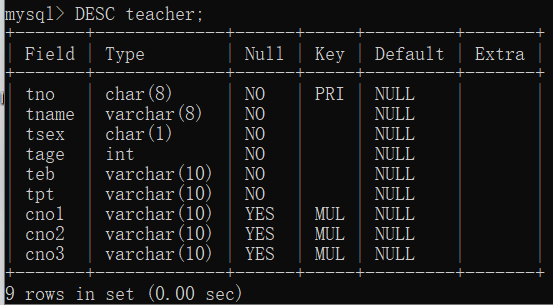 mysql> DESC teacher;
+-------+-------------+------+-----+---------+-------+
| Field | Type        | Null | Key | Default | Extra |
+-------+-------------+------+-----+---------+-------+
| tno   | char(8)     | NO   | PRI | NULL    |       |
| tname | varchar(8)  | NO   |     | NULL    |       |
| tsex  | char(1)     | NO   |     | NULL    |       |
| tage  | int         | NO   |     | NULL    |       |
| teb   | varchar(10) | NO   |     | NULL    |       |
| tpt   | varchar(10) | NO   |     | NULL    |       |
| cno1  | varchar(10) | YES  | MUL | NULL    |       |
| cno2  | varchar(10) | YES  | MUL | NULL    |       |
| cno3  | varchar(10) | YES  | MUL | NULL    |       |
+-------+-------------+------+-----+---------+-------+
9 rows in set (0.00 sec)